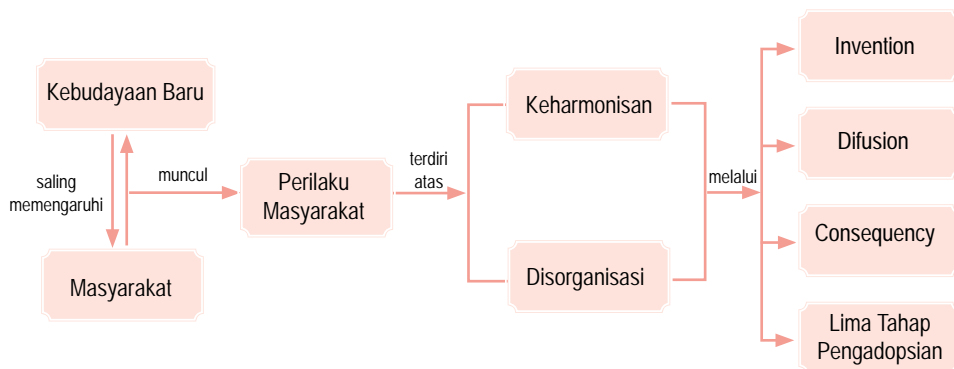 Kebudayaan Baru
saling
memengaruhi
Masyarakat
muncul
Perilaku
Masyarakat
terdiri
atas
Keharmonisan
Disorganisasi
melalui
Invention
Difusion
Consequency
Lima Tahap
Pengadopsian